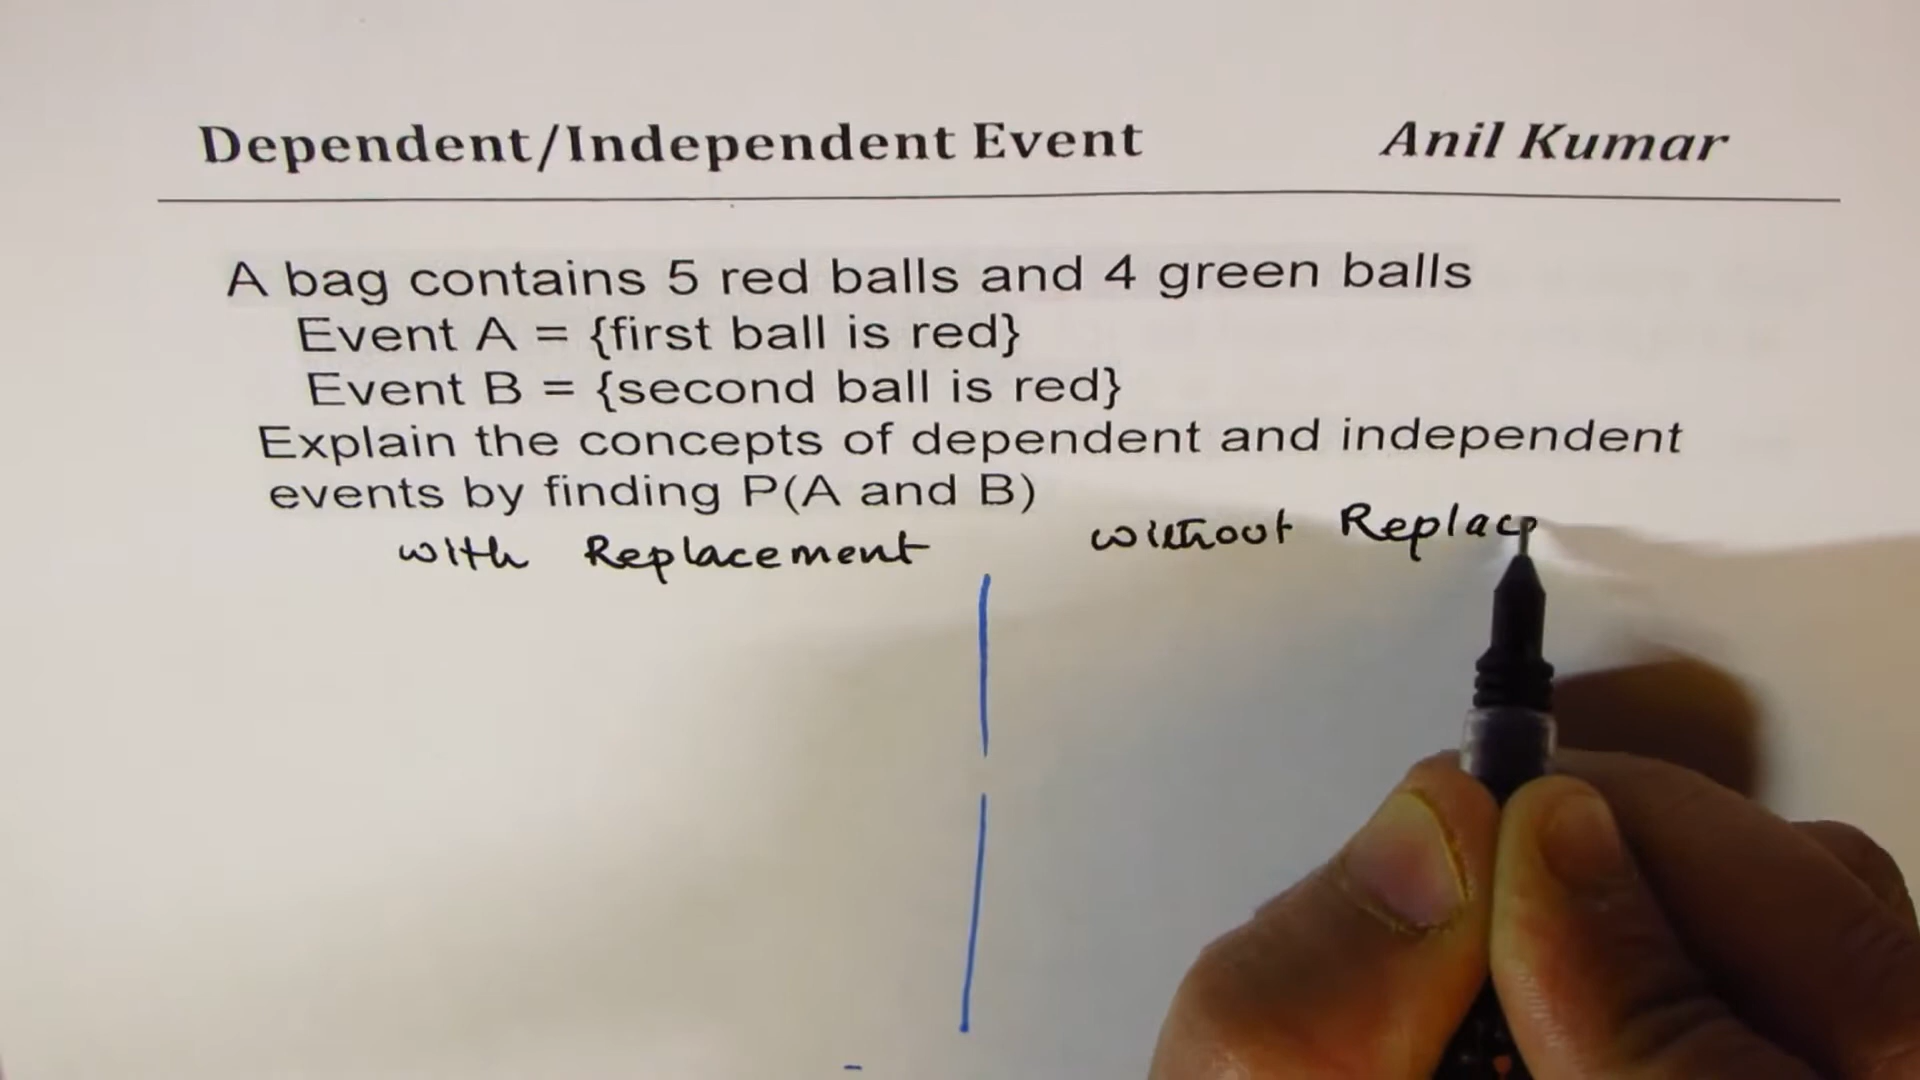 Dependent/Independent Event Anil Kumar
A bag contains 5 red balls and 4 green balls
Event A = {first ball is red}
Event B = {second ball is red}
Explain the concepts of dependent and independent
events by finding P(A and B)
with Replacement without Replace